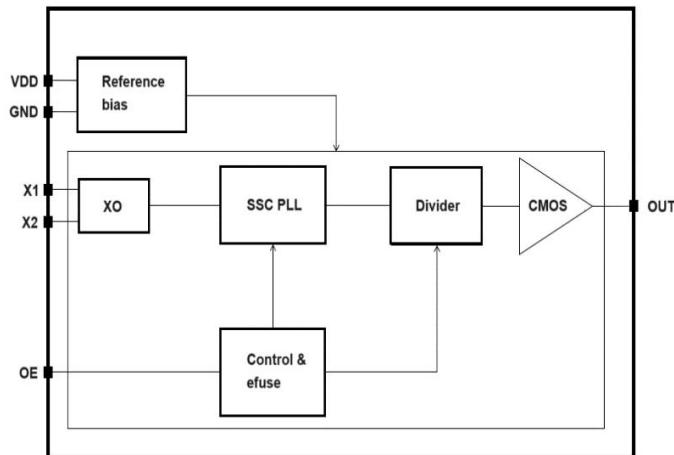 VDD
GND
Reference
bias
X1
X2
XO
SSC PLL
Divider
CMOS
OUT
OE
Control &
efuse